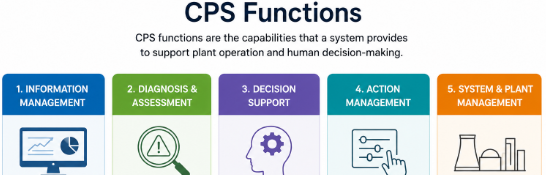 CPS Functions
CPS functions are the capabilities that a system provides
to support plant operation and human decision-making.
1. INFORMATION
MANAGEMENT
2. DIAGNOSIS &
ASSESSMENT
3. DECISION
SUPPORT
4. ACTION
MANAGEMENT
5. SYSTEM & PLANT
MANAGEMENT